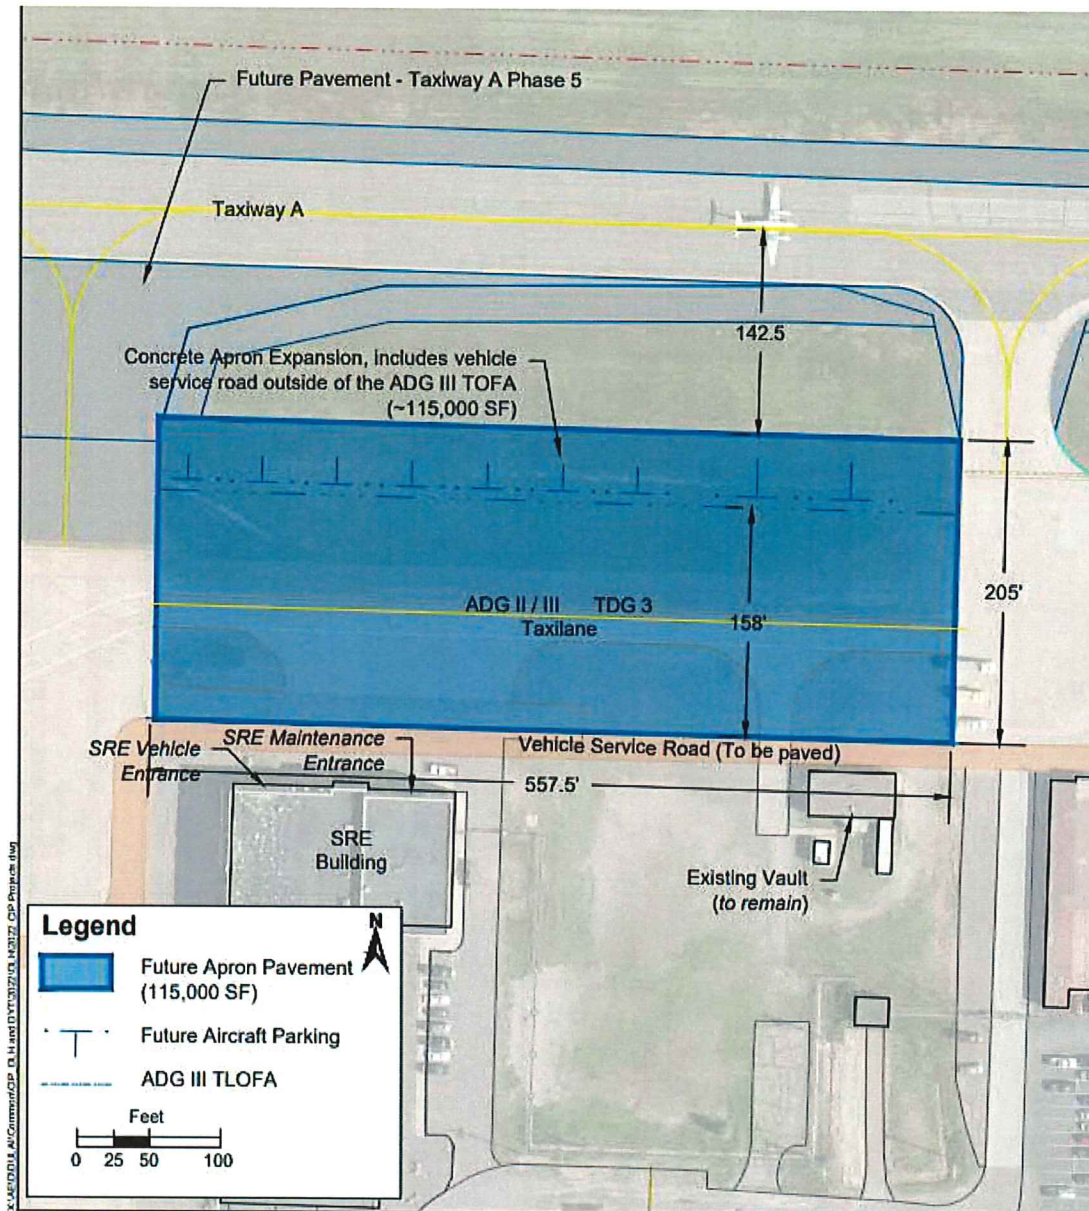 Future Pavement - Taxiway A Phase 5
Taxiway A
142.5
Concrete Apron Expansion, includes vehicle
service road outside of the ADG III TOFA
(~115,000 SF)
205'
ADG II / III TDG 3
Taxilane
158'
SRE Vehicle
Entrance
SRE Maintenance
Entrance
Vehicle Service Road (To be paved)
557.5'
SRE
Building
Existing Vault
(to remain)
Legend
N
Future Apron Pavement
(115,000 SF)
Future Aircraft Parking
ADG III TLOFA
Feet
0 25 50 100